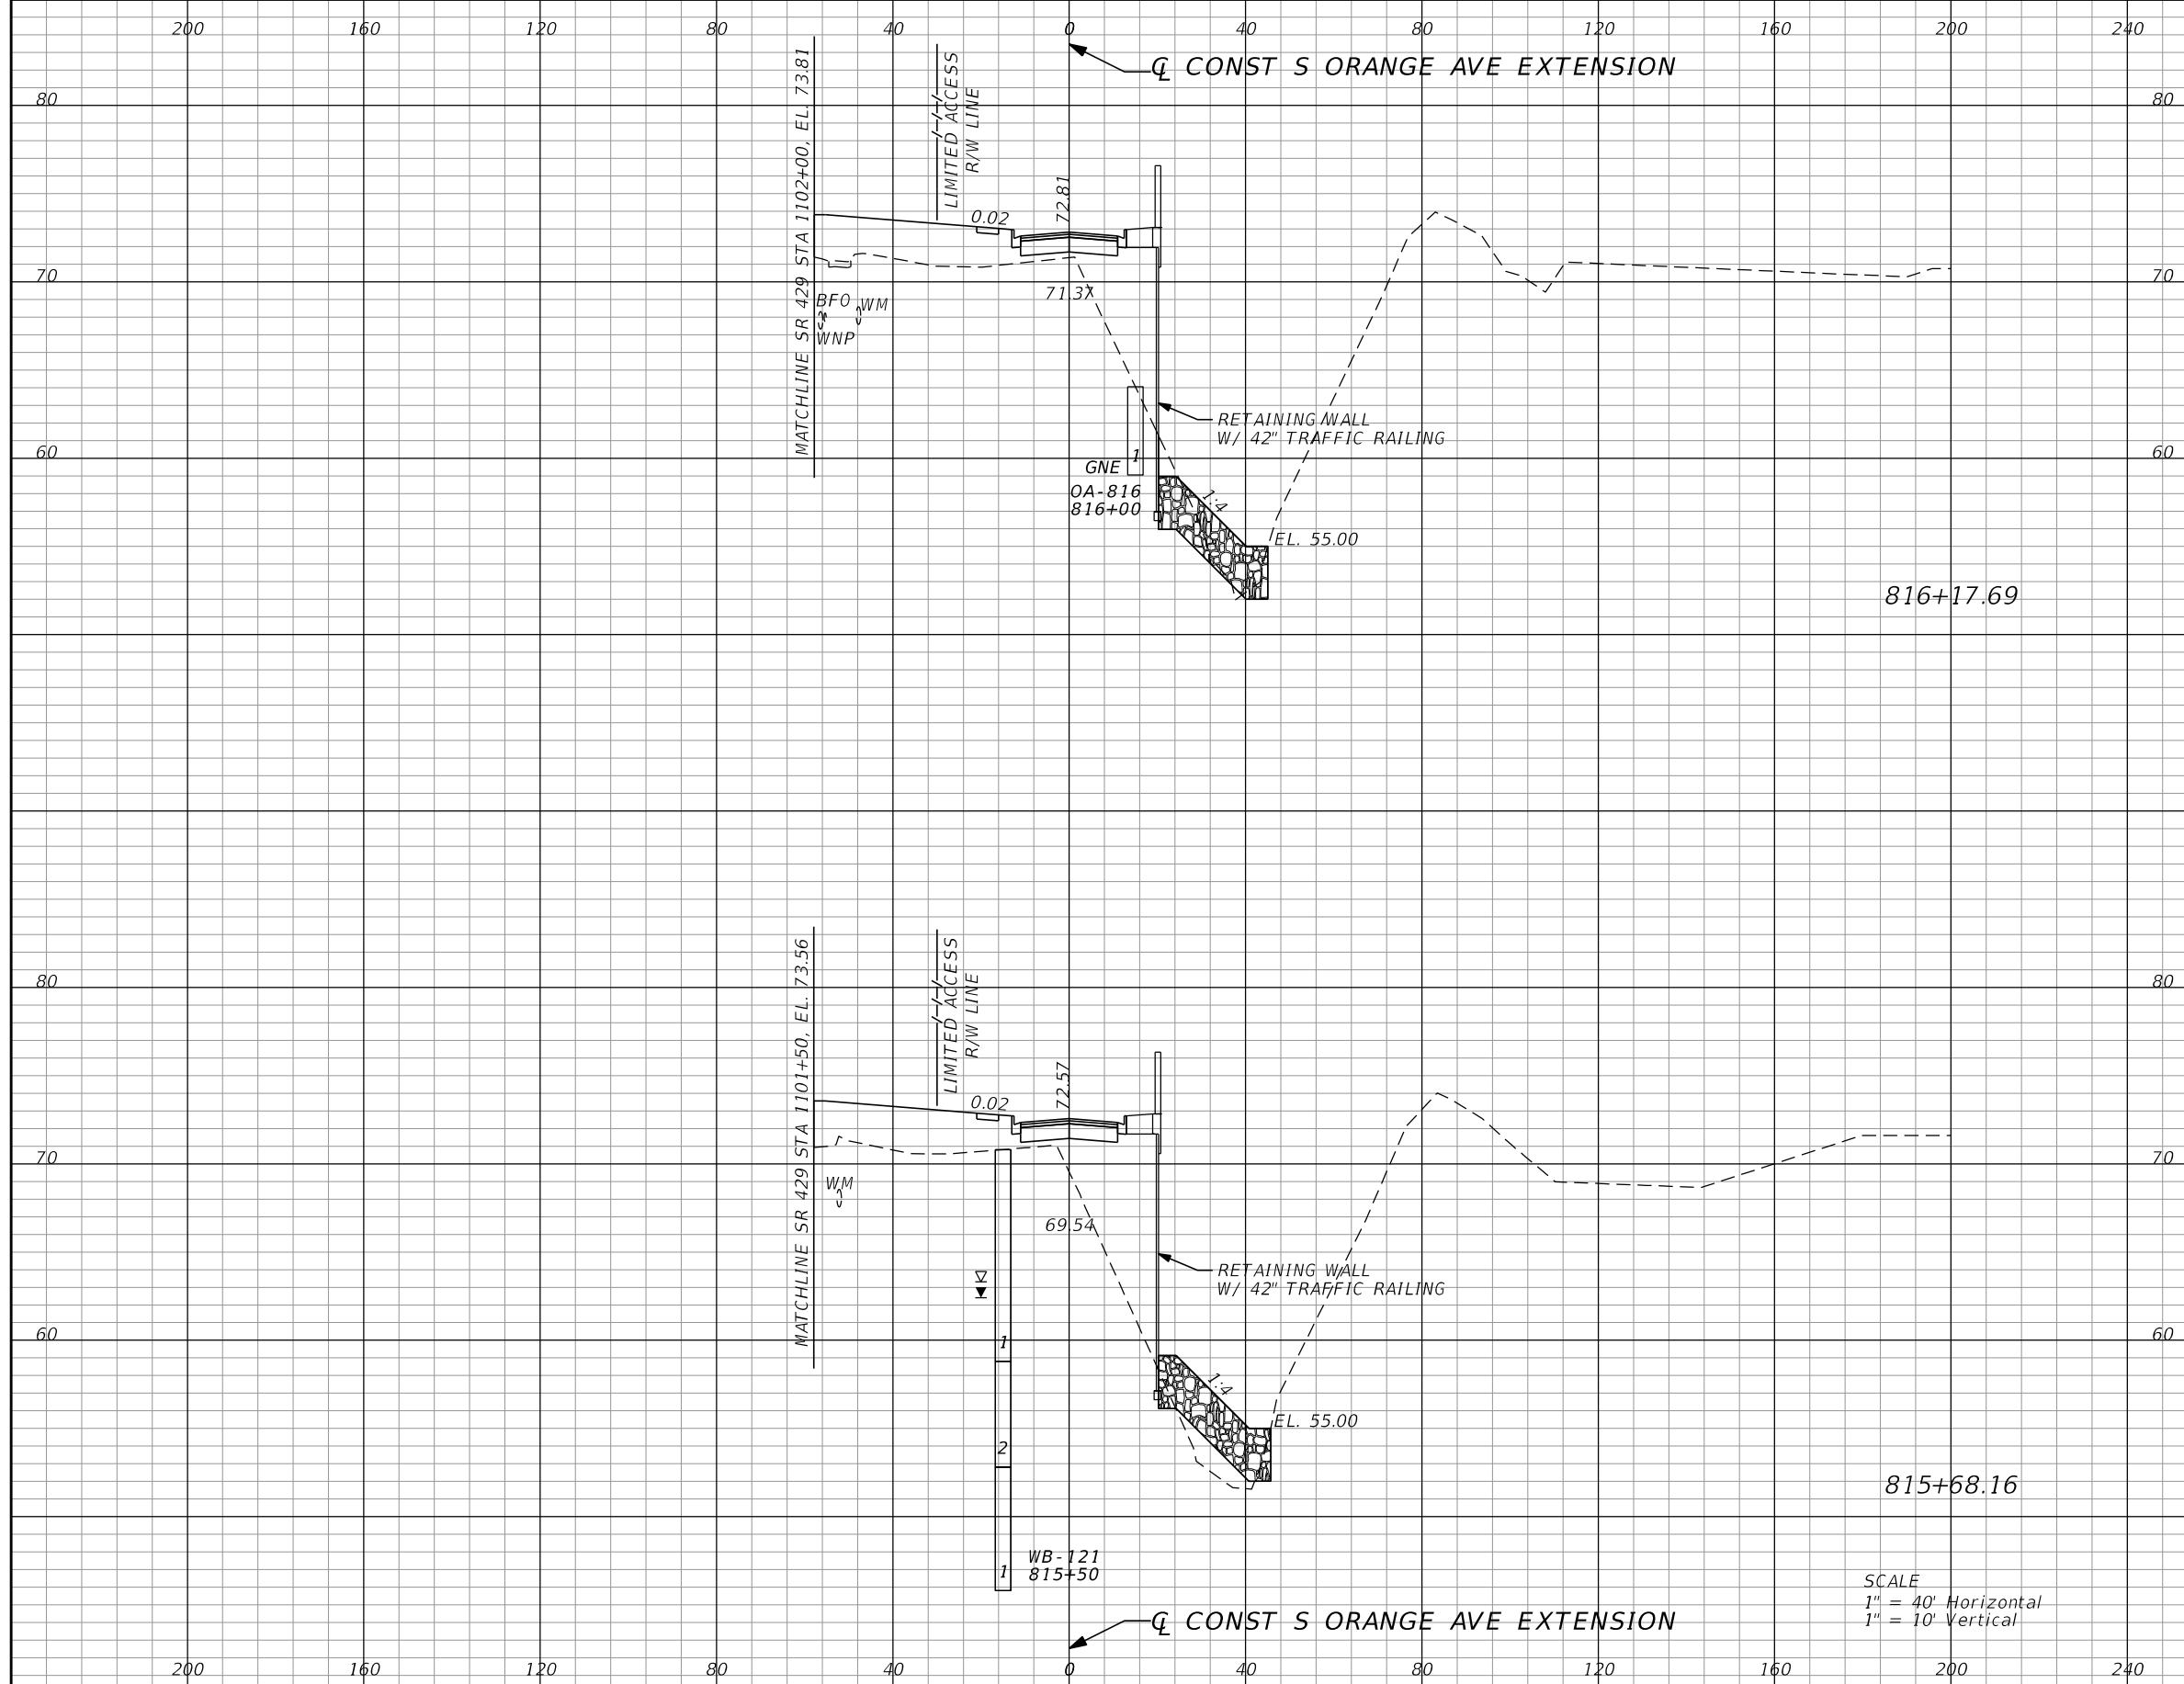 200 160 120 80 40 0 40 80 120 160 200 240
℄ CONST S ORANGE AVE EXTENSION
MATCHLINE SR 429 STA 1102+00, EL. 73.81
LIMITED ACCESS
R/W LINE
80 80
0.02
72.81
70 70
71.37
BFO
WM
WNP
RETAINING WALL
W/ 42" TRAFFIC RAILING
60 60
1
GNE
OA-816
816+00
1:4
EL. 55.00
816+17.69
MATCHLINE SR 429 STA 1101+50, EL. 73.56
LIMITED ACCESS
R/W LINE
80 80
0.02
72.57
70 70
WM
69.54
RETAINING WALL
W/ 42" TRAFFIC RAILING
60 60
1
1:4
EL. 55.00
2
815+68.16
1
WB-121
815+50
SCALE
1" = 40' Horizontal
1" = 10' Vertical
℄ CONST S ORANGE AVE EXTENSION
200 160 120 80 40 0 40 80 120 160 200 240